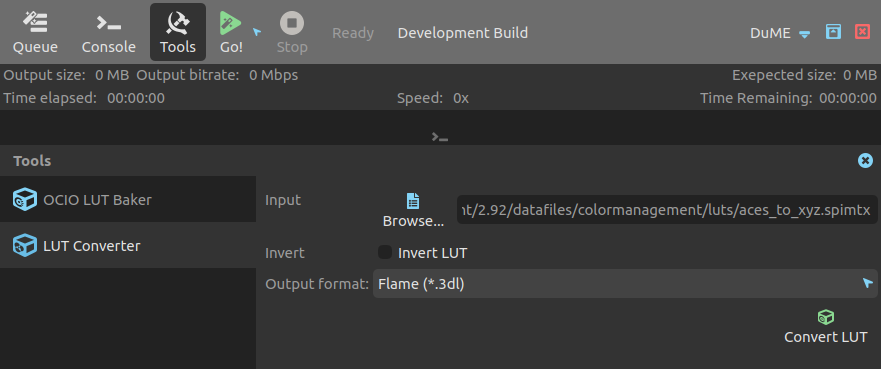 Queue Console Tools Go! Stop Ready Development Build DuME
Output size: 0 MB Output bitrate: 0 Mbps Exepected size: 0 MB
Time elapsed: 00:00:00 Speed: 0x Time Remaining: 00:00:00
Tools
OCIO LUT Baker
LUT Converter
Input Browse... nt/2.92/datafiles/colormanagement/luts/aces_to_xyz.spimtx
Invert Invert LUT
Output format: Flame (*.3dl)
Convert LUT